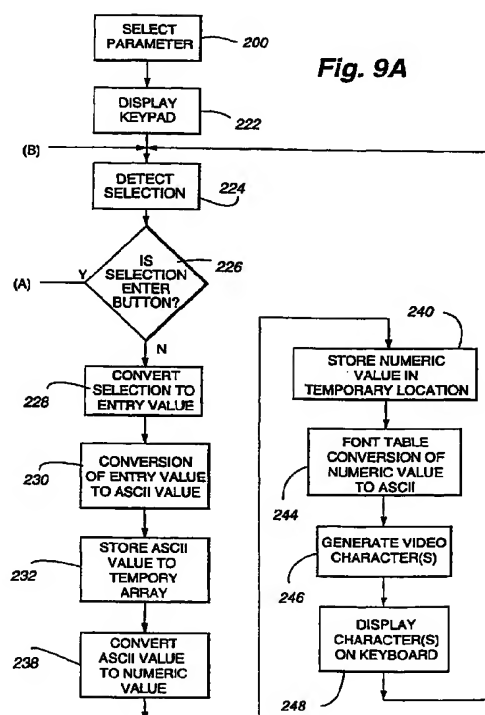 Fig. 9A
SELECT
PARAMETER
200
DISPLAY
KEYPAD
222
(B)
DETECT
SELECTION
224
IS
SELECTION
ENTER
BUTTON?
226
Y
(A)
N
CONVERT
SELECTION TO
ENTRY VALUE
228
CONVERSION
OF ENTRY VALUE
TO ASCII VALUE
230
STORE ASCII
VALUE TO
TEMPORY
ARRAY
232
CONVERT
ASCII VALUE
TO NUMERIC
VALUE
238
240
STORE NUMERIC
VALUE IN
TEMPORARY LOCATION
FONT TABLE
CONVERSION OF
NUMERIC VALUE
TO ASCII
244
GENERATE VIDEO
CHARACTER(S)
246
DISPLAY
CHARACTER(S)
ON KEYBOARD
248